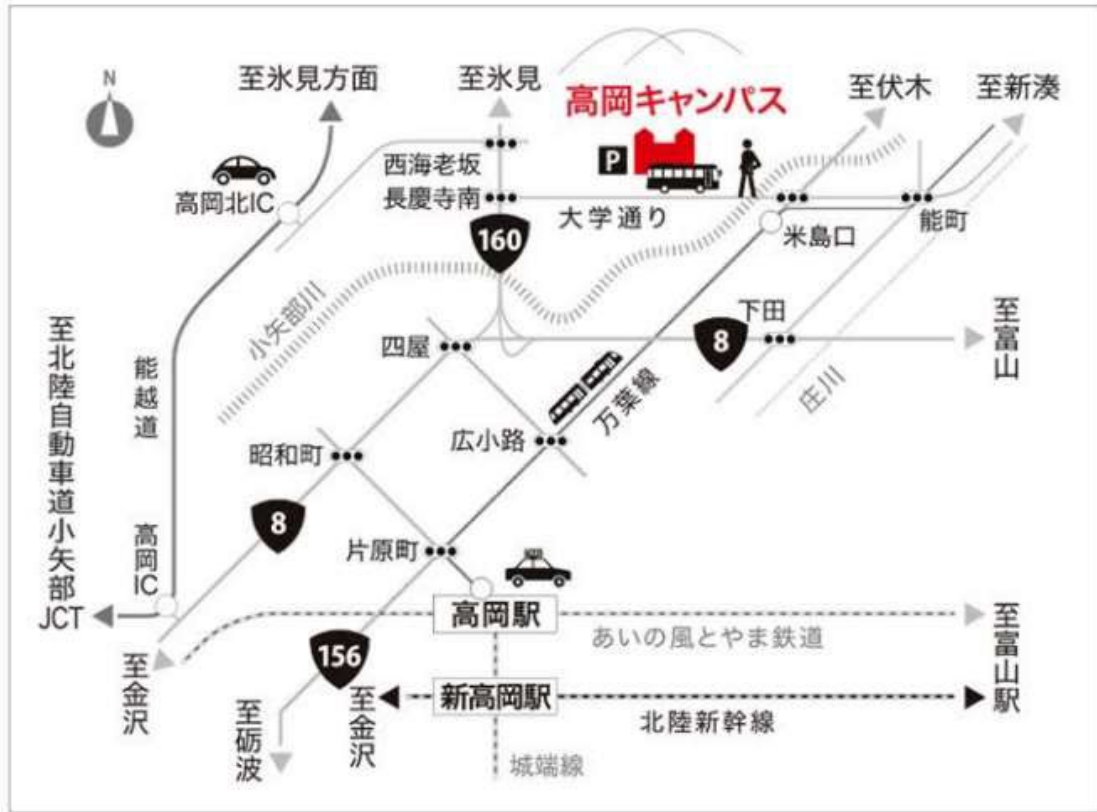 N
至氷見方面
至氷見
高岡キャンパス
至伏木
至新湊
P
西海老坂
高岡北IC
長慶寺南
大学通り
米島口
能町
160
小矢部川
下田
8
至富山
四屋
万葉線
庄川
至北陸自動車道小矢部JCT
能越道
昭和町
広小路
8
高岡IC
片原町
高岡駅
あいの風とやま鉄道
至富山駅
至金沢
156
新高岡駅
至金沢
北陸新幹線
至砺波
城端線